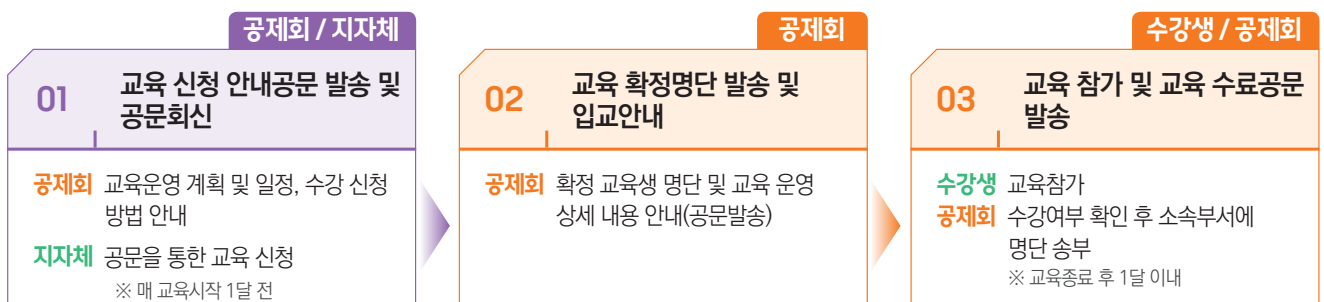 공제회 / 지자체
01
교육 신청 안내공문 발송 및
공문회신
공제회 교육운영 계획 및 일정, 수강 신청
방법 안내
지자체 공문을 통한 교육 신청
※ 매 교육시작 1달 전
공제회
02
교육 확정명단 발송 및
입교안내
공제회 확정 교육생 명단 및 교육 운영
상세 내용 안내(공문발송)
수강생 / 공제회
03
교육 참가 및 교육 수료공문
발송
수강생 교육참가
공제회 수강여부 확인 후 소속부서에
명단 송부
※ 교육종료 후 1달 이내